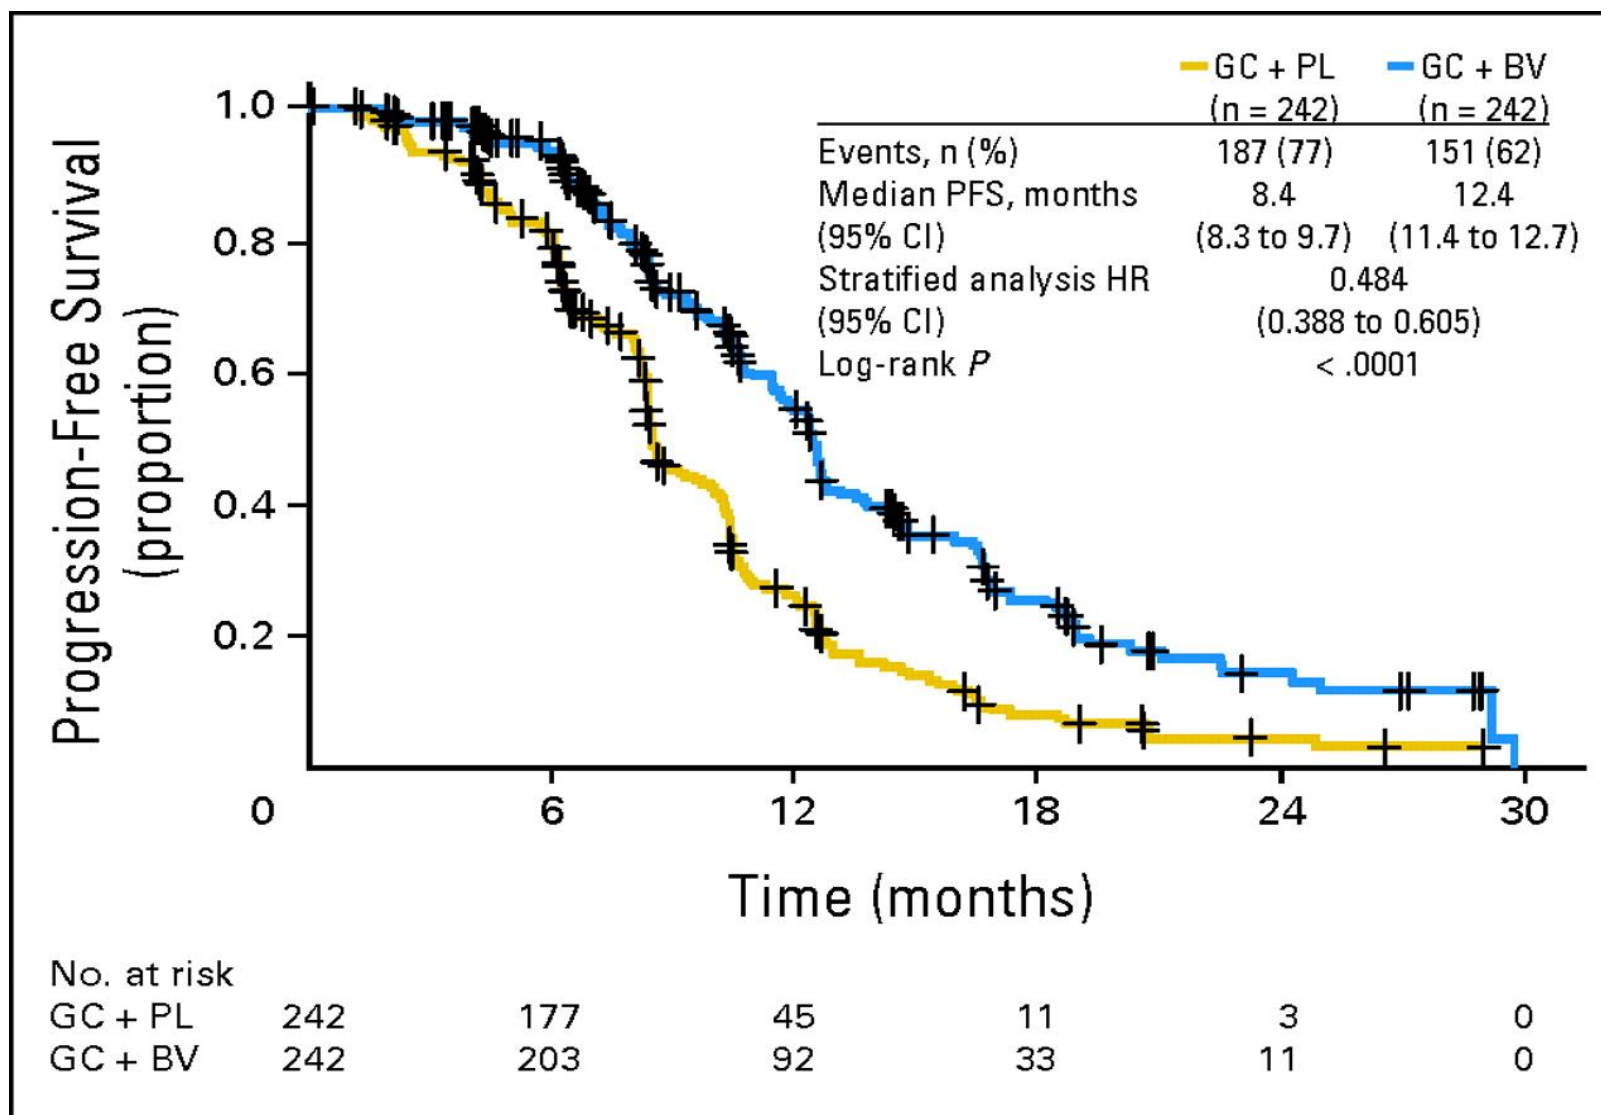 GC + PL GC + BV
(n = 242) (n = 242)
Events, n (%) 187 (77) 151 (62)
Median PFS, months 8.4 12.4
(95% CI) (8.3 to 9.7) (11.4 to 12.7)
Stratified analysis HR 0.484
(95% CI) (0.388 to 0.605)
Log-rank P < .0001
Progression-Free Survival
(proportion)
1.0
0.8
0.6
0.4
0.2
0 6 12 18 24 30
Time (months)
No. at risk
GC + PL 242 177 45 11 3 0
GC + BV 242 203 92 33 11 0